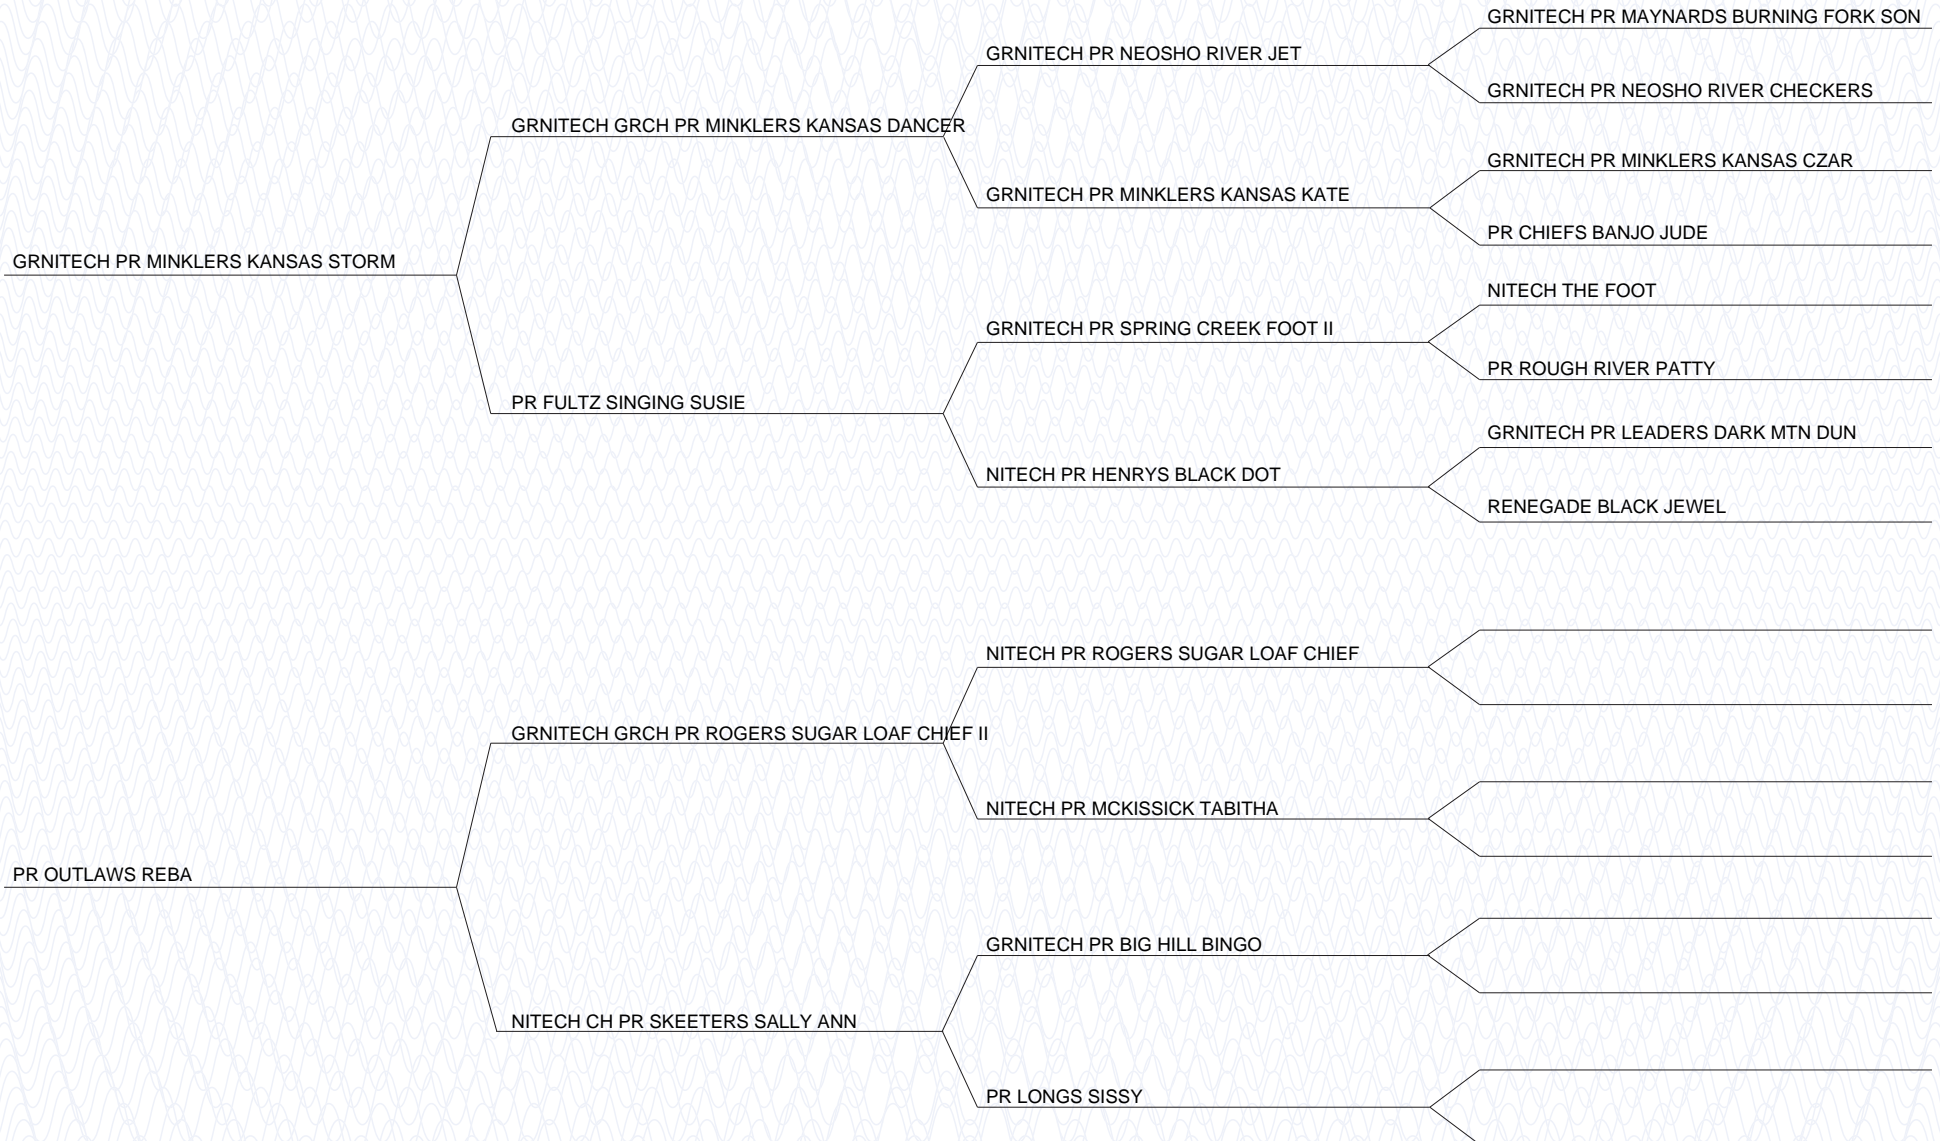 GRNITECH PR MAYNARDS BURNING FORK SON
GRNITECH PR NEOSHO RIVER JET
GRNITECH PR NEOSHO RIVER CHECKERS
GRNITECH GRCH PR MINKLERS KANSAS DANCER
GRNITECH PR MINKLERS KANSAS CZAR
GRNITECH PR MINKLERS KANSAS KATE
PR CHIEFS BANJO JUDE
GRNITECH PR MINKLERS KANSAS STORM
NITECH THE FOOT
GRNITECH PR SPRING CREEK FOOT II
PR ROUGH RIVER PATTY
PR FULTZ SINGING SUSIE
GRNITECH PR LEADERS DARK MTN DUN
NITECH PR HENRYS BLACK DOT
RENEGADE BLACK JEWEL
NITECH PR ROGERS SUGAR LOAF CHIEF
GRNITECH GRCH PR ROGERS SUGAR LOAF CHIEF II
NITECH PR MCKISSICK TABITHA
PR OUTLAWS REBA
GRNITECH PR BIG HILL BINGO
NITECH CH PR SKEETERS SALLY ANN
PR LONGS SISSY